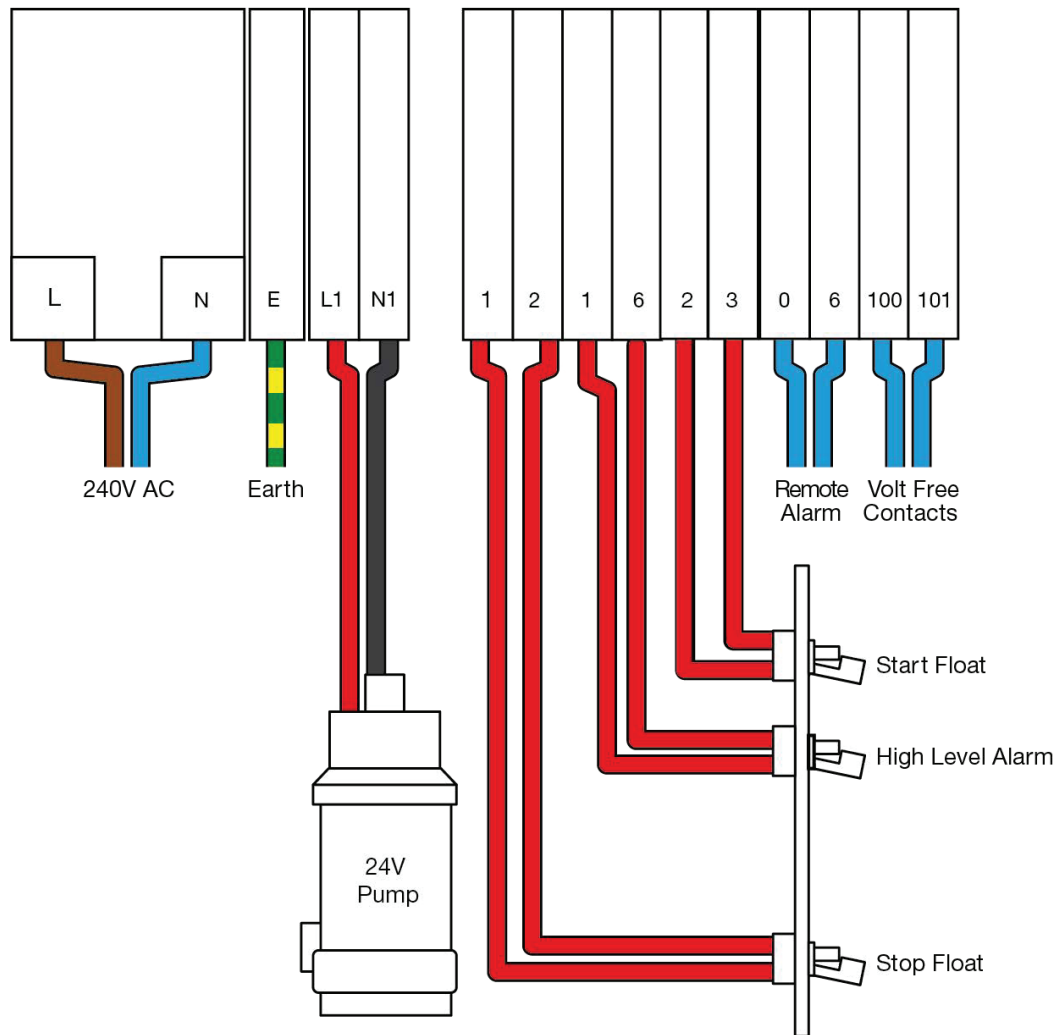 L
N
E
L1
N1
1
2
1
6
2
3
0
6
100
101
240V AC
Earth
Remote
Alarm
Volt Free
Contacts
Start Float
High Level Alarm
24V
Pump
Stop Float